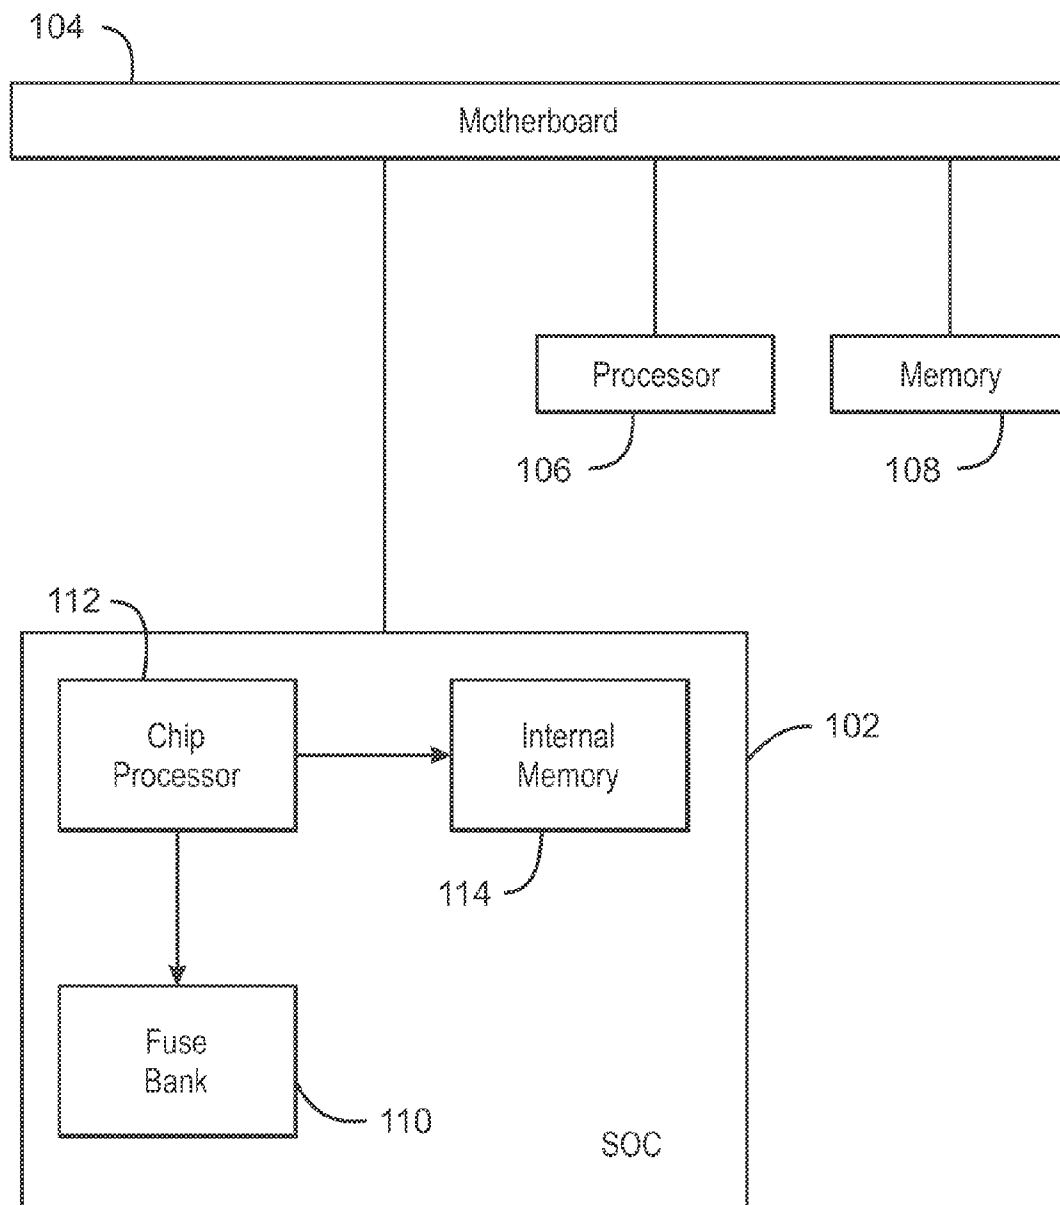 104
Motherboard
Processor
Memory
106
108
112
Chip
Processor
Internal
Memory
102
114
Fuse
Bank
110
SOC